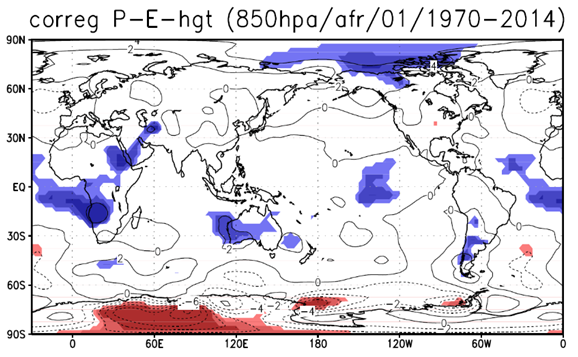 correg P-E-hgt (850hpa/afr/01/1970-2014)
90N
60N
30N
EQ
30S
60S
90S
0
60E
120E
180
120W
60W
0